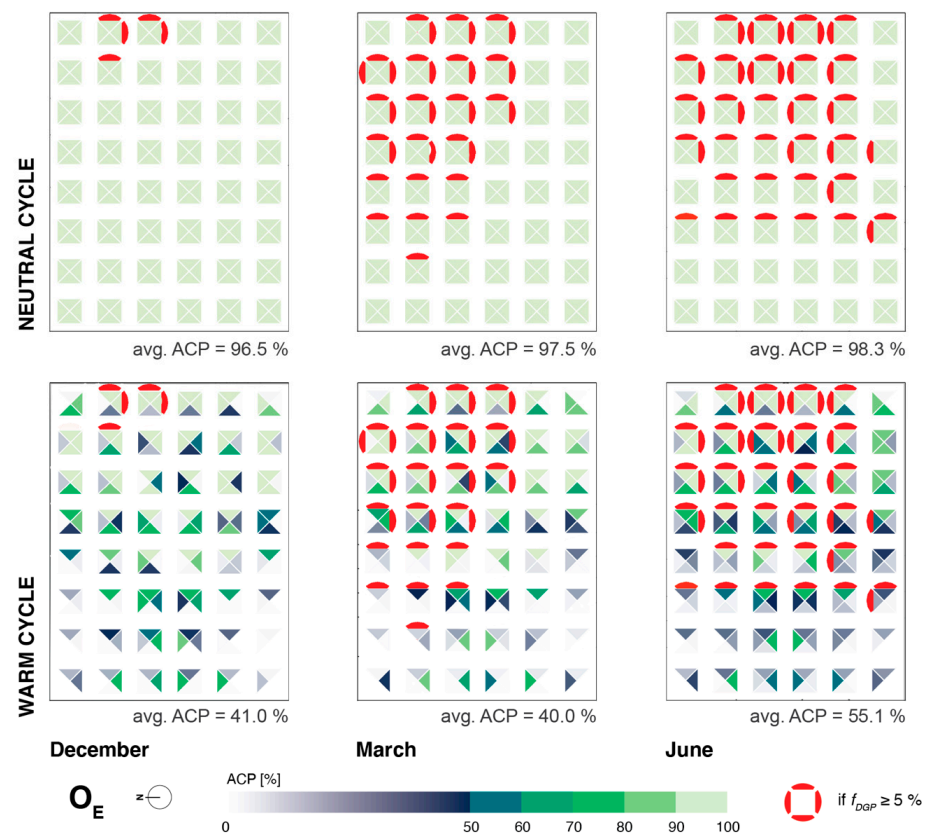 NEUTRAL CYCLE
avg. ACP = 96.5 %
avg. ACP = 97.5 %
avg. ACP = 98.3 %
WARM CYCLE
avg. ACP = 41.0 %
avg. ACP = 40.0 %
avg. ACP = 55.1 %
December
March
June
OE
N
ACP [%]
0
50
60
70
80
90
100
if fDGP ≥ 5 %